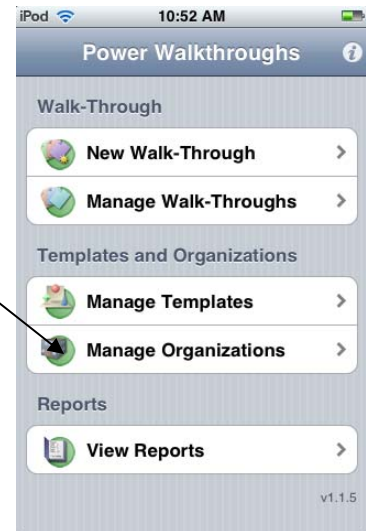 iPod 10:52 AM
Power Walkthroughs
Walk-Through
New Walk-Through
Manage Walk-Throughs
Templates and Organizations
Manage Templates
Manage Organizations
Reports
View Reports
v1.1.5